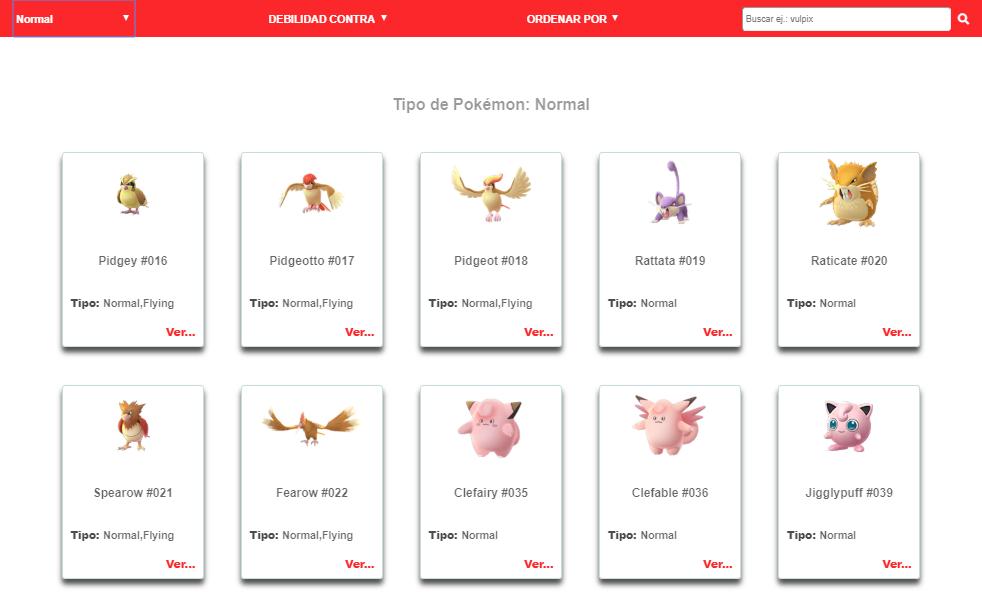 Normal ▼ DEBILIDAD CONTRA ▼ ORDENAR POR ▼ Buscar ej.: vulpix
Tipo de Pokémon: Normal
Pidgey #016 Pidgeotto #017 Pidgeot #018 Rattata #019 Raticate #020
Tipo: Normal,Flying Tipo: Normal,Flying Tipo: Normal,Flying Tipo: Normal Tipo: Normal
Ver... Ver... Ver... Ver... Ver...
Spearow #021 Fearow #022 Clefairy #035 Clefable #036 Jigglypuff #039
Tipo: Normal,Flying Tipo: Normal,Flying Tipo: Normal Tipo: Normal Tipo: Normal
Ver... Ver... Ver... Ver... Ver...